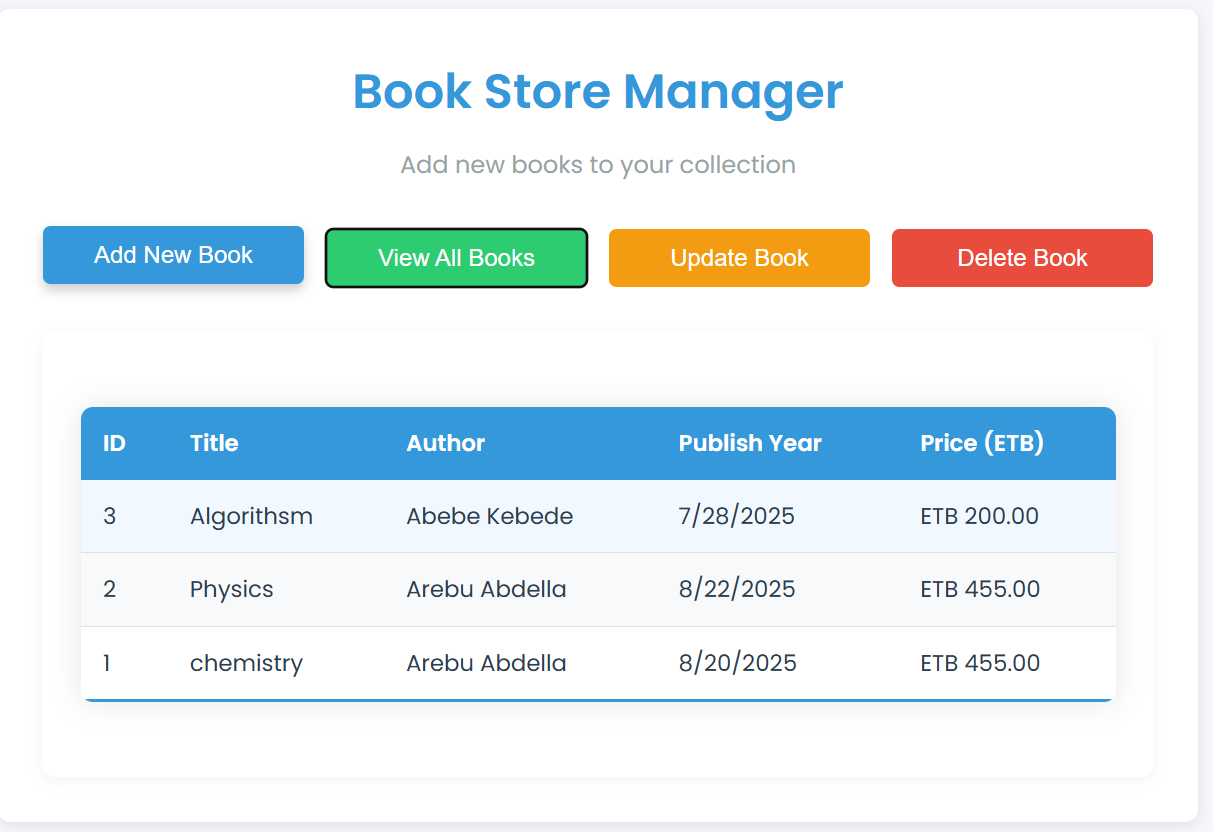 Book Store Manager
Add new books to your collection
Add New Book View All Books Update Book Delete Book
ID Title Author Publish Year Price (ETB)
3 Algorithsm Abebe Kebede 7/28/2025 ETB 200.00
2 Physics Arebu Abdella 8/22/2025 ETB 455.00
1 chemistry Arebu Abdella 8/20/2025 ETB 455.00